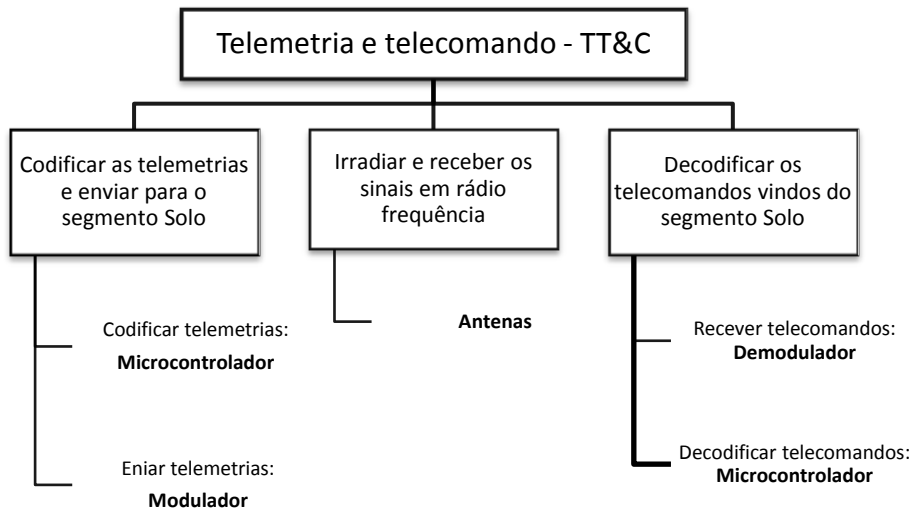 Telemetria e telecomando - TT&C
Codificar as telemetrias
e enviar para o
segmento Solo
Irradiar e receber os
sinais em rádio
frequência
Decodificar os
telecomandos vindos do
segmento Solo
Codificar telemetrias:
Microcontrolador
Eniar telemetrias:
Modulador
Antenas
Recever telecomandos:
Demodulador
Decodificar telecomandos:
Microcontrolador